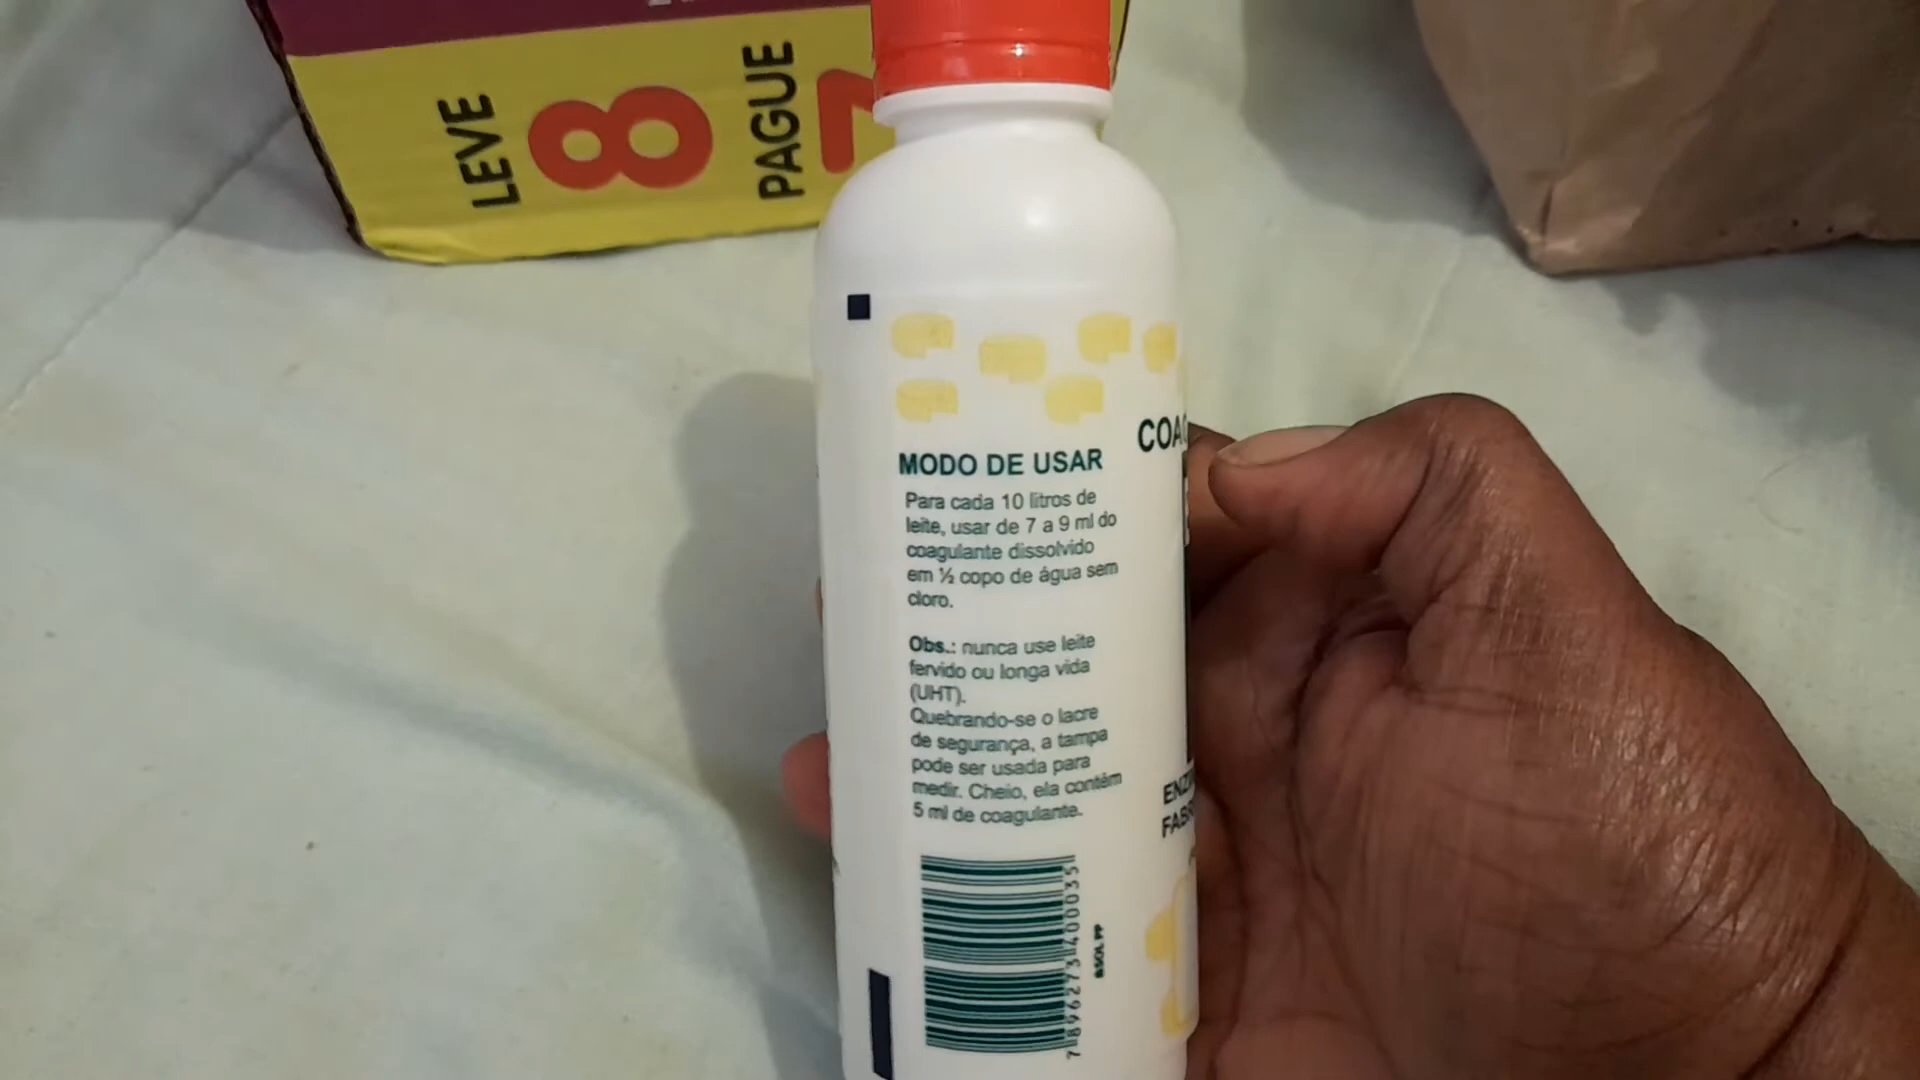 LEVE
8
PAGUE
7
MODO DE USAR
Para cada 10 litros de
leite, usar de 7 a 9 ml do
coagulante dissolvido
em ½ copo de água sem
cloro.
Obs.: nunca use leite
fervido ou longa vida
(UHT).
Quebrando-se o lacre
de segurança, a tampa
pode ser usada para
medir. Cheio, ela contém
5 ml de coagulante.
7896273400035